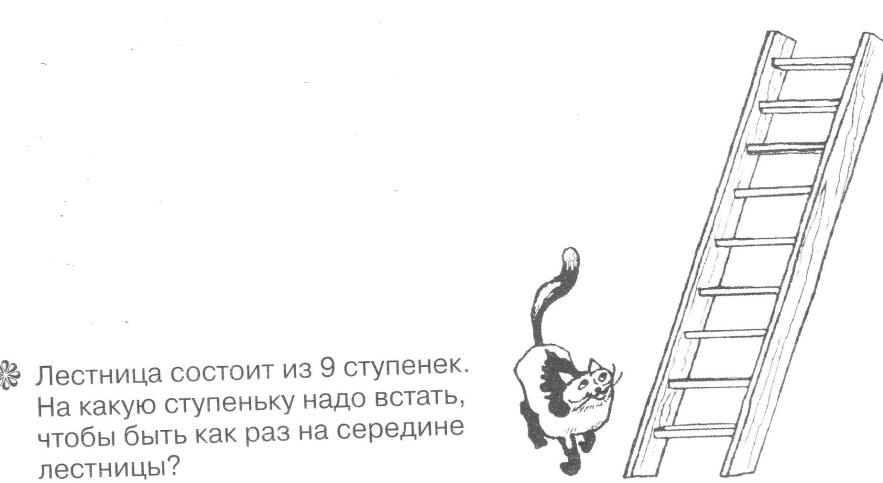 Лестница состоит из 9 ступенек.
На какую ступеньку надо встать,
чтобы быть как раз на середине
лестницы?